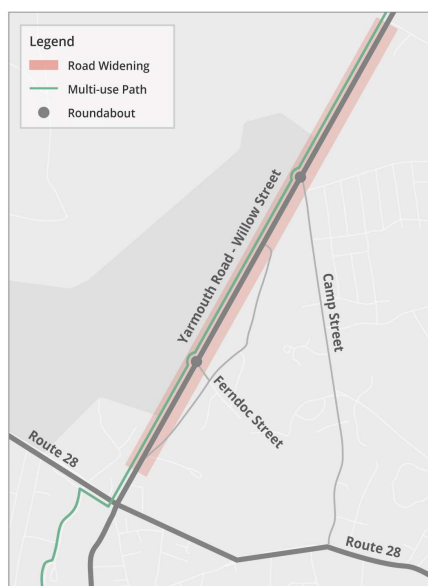 Legend
Road Widening
Multi-use Path
Roundabout
Yarmouth Road - Willow Street
Camp Street
Ferndoc Street
Route 28
Route 28